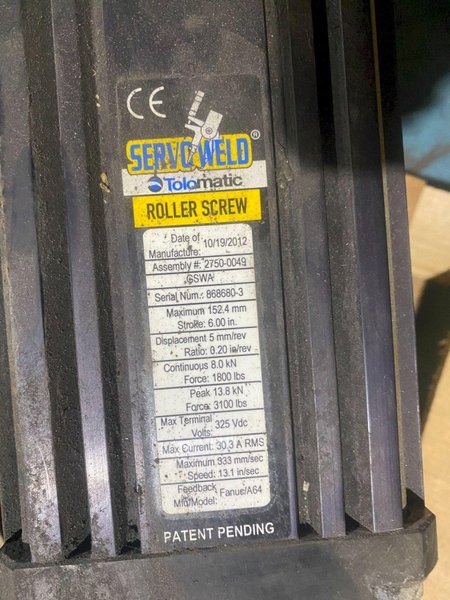 CE
SERVOWELD®
Tolomatic
ROLLER SCREW
Date of
Manufacture: 10/19/2012
Assembly #: 2750-0049
GSWA
Serial Num.: 868680-3
Maximum 152.4 mm
Stroke: 6.00 in.
Displacement 5 mm/rev
Ratio: 0.20 in/rev
Continuous 8.0 kN
Force: 1800 lbs
Peak 13.8 kN
Force: 3100 lbs
Max Terminal
Volts: 325 Vdc
Max Current: 30.3 A RMS
Maximum 333 mm/sec
Speed: 13.1 in/sec
Feedback
Mfg/Model: Fanus/A64
PATENT PENDING